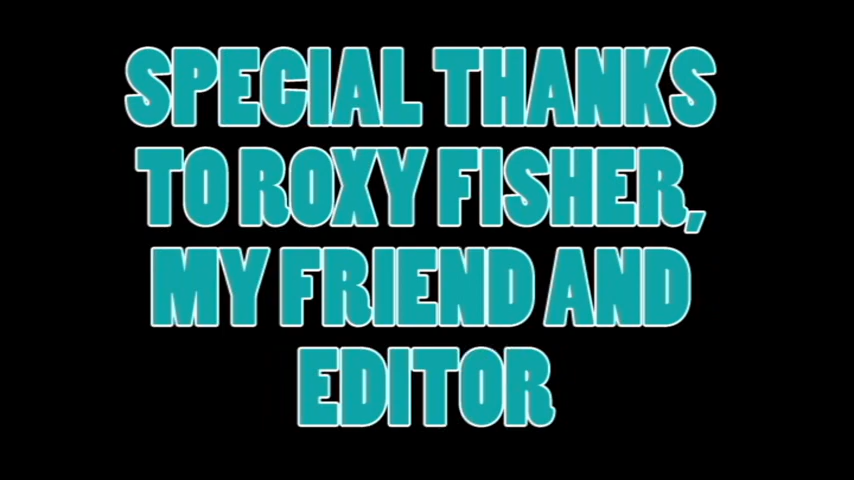 SPECIAL THANKS
TO ROXY FISHER,
MY FRIEND AND
EDITOR